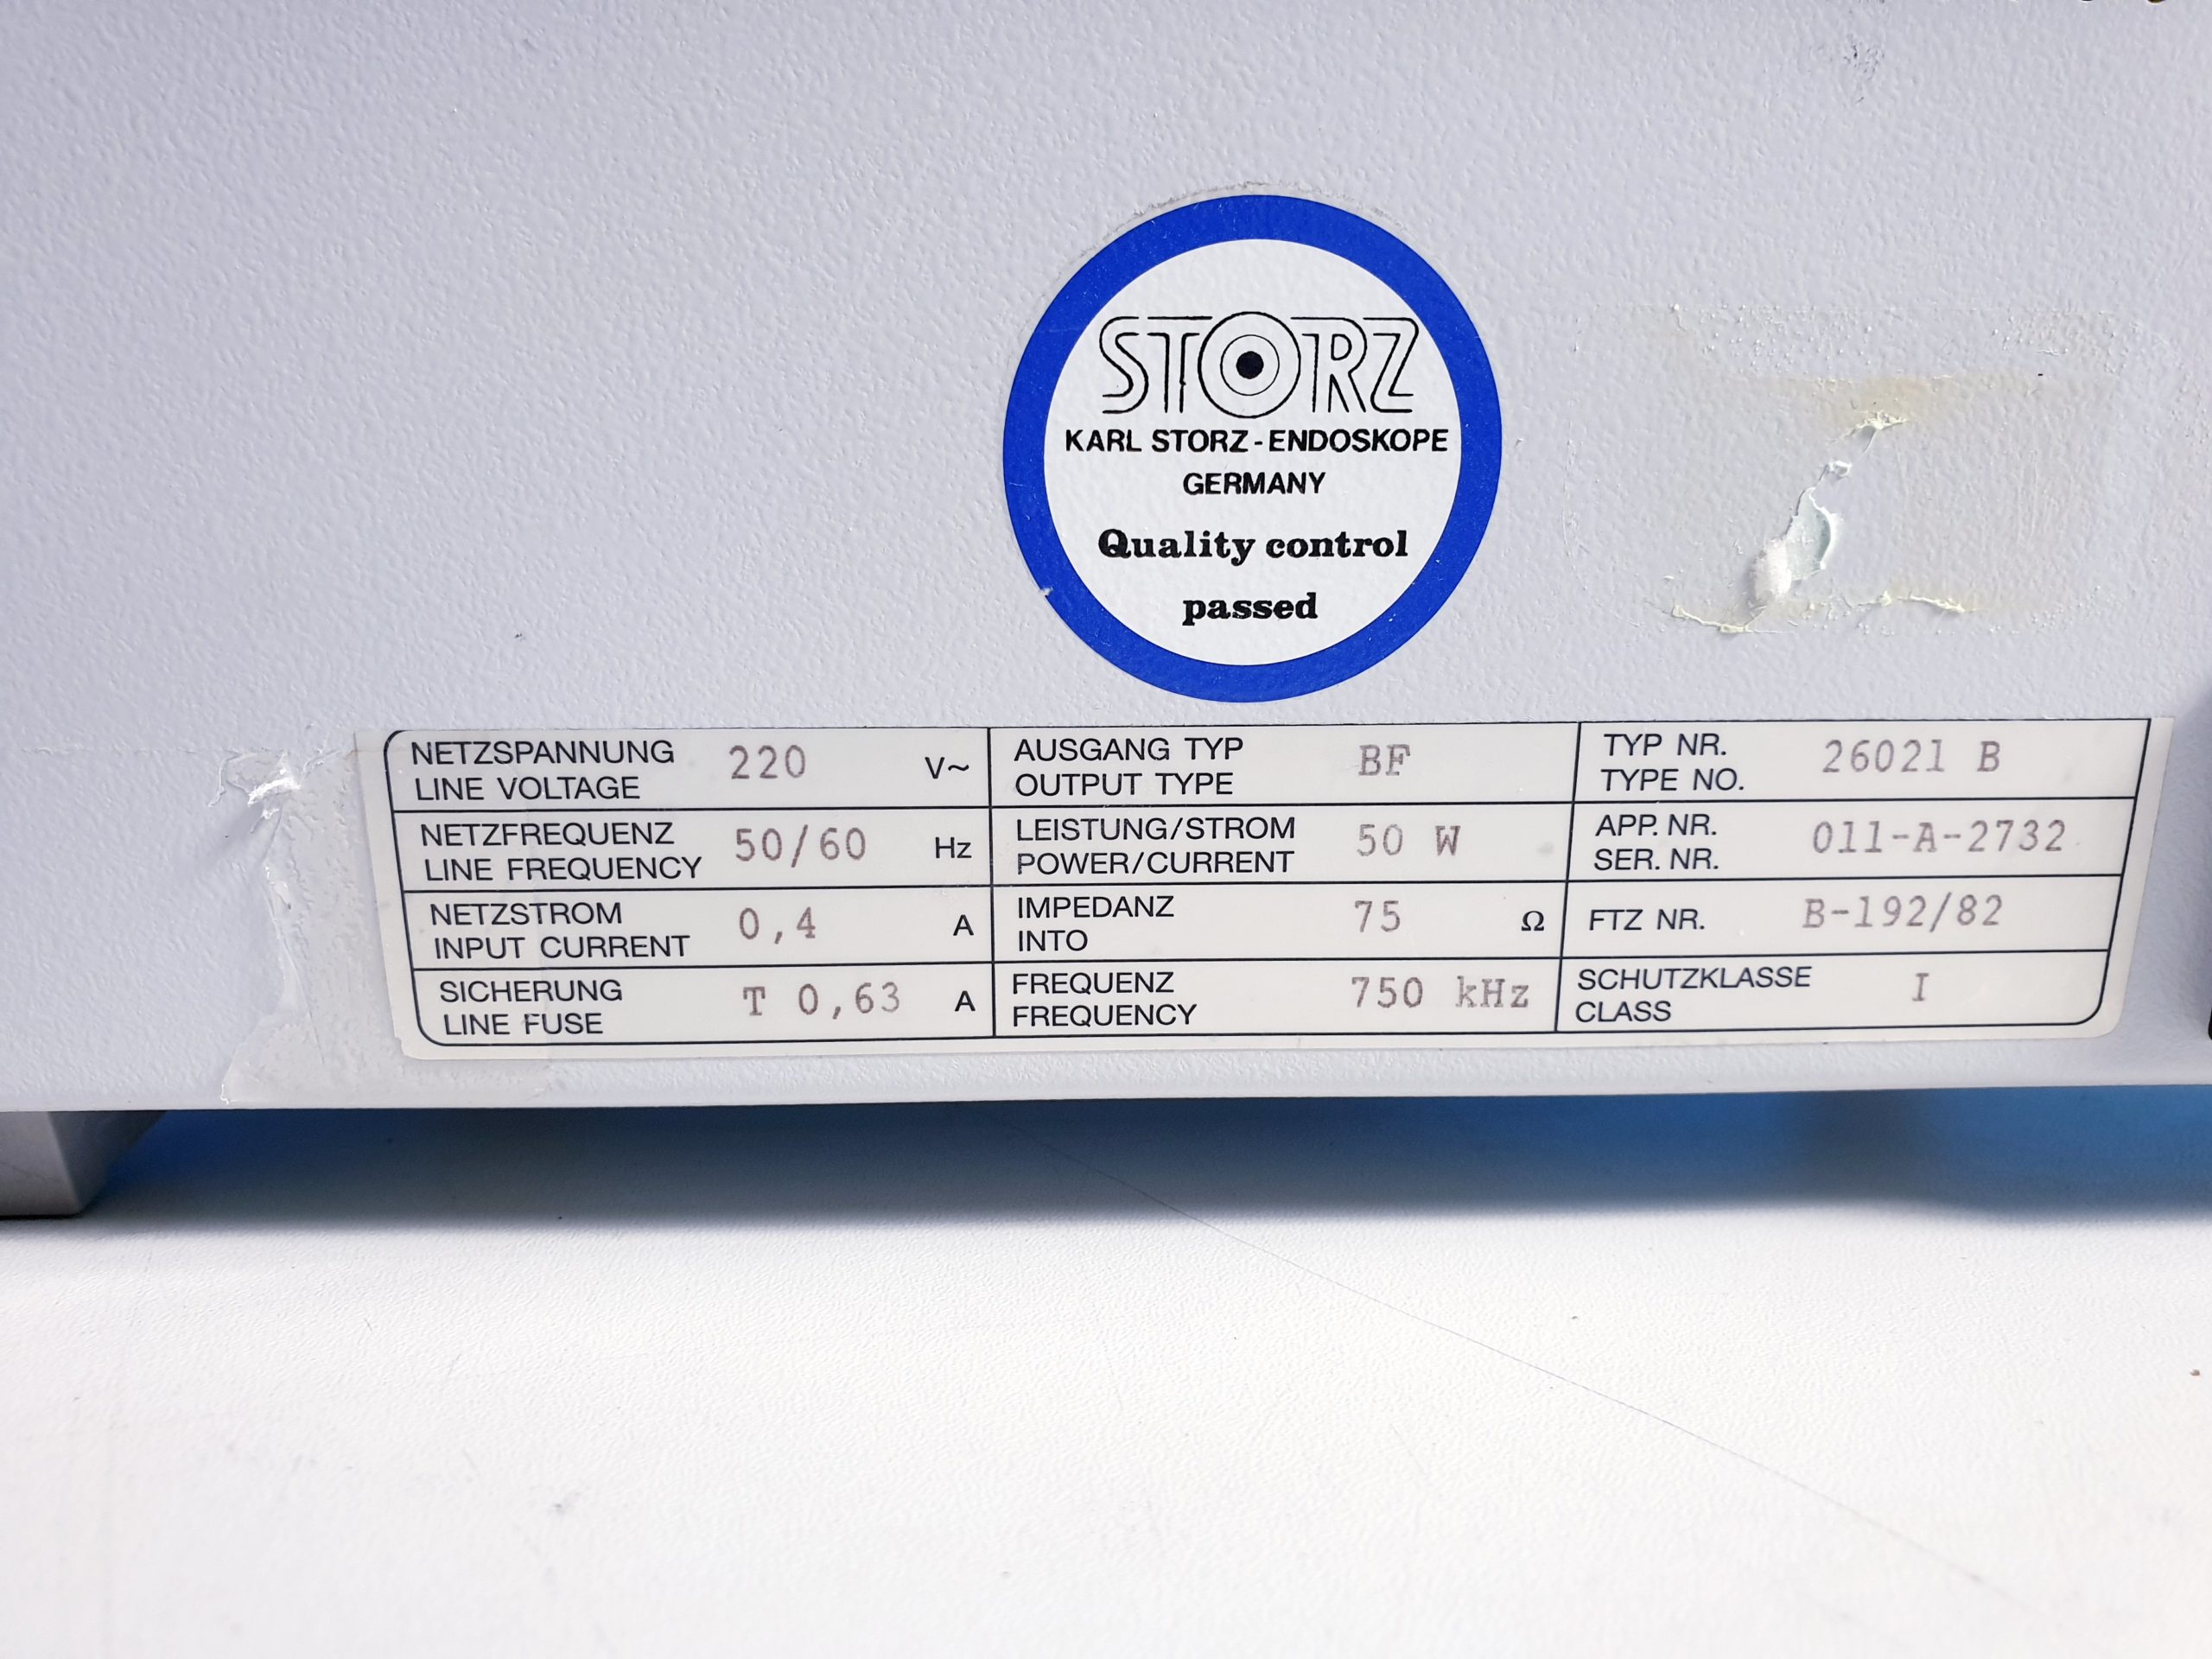 STORZ
KARL STORZ-ENDOSKOPE
GERMANY
Quality control
passed
NETZSPANNUNG
LINE VOLTAGE
220 V~
AUSGANG TYP
OUTPUT TYPE
BF
TYP NR.
TYPE NO.
26021 B
NETZFREQUENZ
LINE FREQUENCY
50/60 Hz
LEISTUNG/STROM
POWER/CURRENT
50 W
APP. NR.
SER. NR.
011-A-2732
NETZSTROM
INPUT CURRENT
0,4 A
IMPEDANZ
INTO
75 Ω
FTZ NR. B-192/82
SICHERUNG
LINE FUSE
T 0,63 A
FREQUENZ
FREQUENCY
750 kHz
SCHUTZKLASSE
CLASS
I